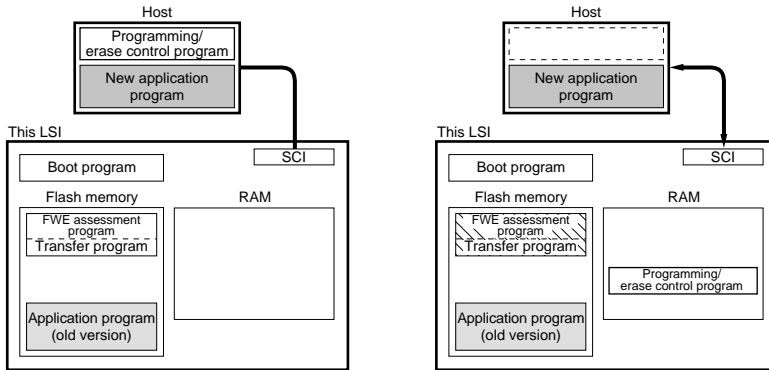 Host
Programming/
erase control program
New application
program
This LSI
SCI
Boot program
Flash memory
RAM
FWE assessment
program
Transfer program
Application program
(old version)
Host
New application
program
This LSI
SCI
Boot program
Flash memory
RAM
FWE assessment
program
Transfer program
Programming/
erase control program
Application program
(old version)